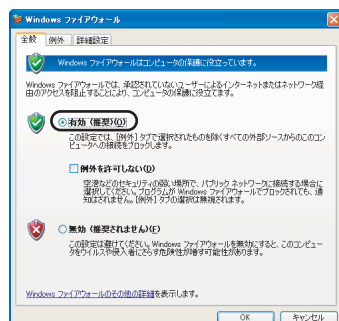 Windows ファイアウォール
全般 例外 詳細設定
Windows ファイアウォールはコンピュータの保護に役立ちます。
Windows ファイアウォールでは、承認されていないユーザーによるインターネットまたはネットワーク経
由のアクセスを阻止することにより、コンピュータの保護に役立てます。
有効 (推奨)(O)
この設定では、[例外] タブで選択されたものを除くすべての外部ソースからのこのコン
ピュータへの接続をブロックします。
例外を許可しない(D)
空港などのセキュリティの弱い場所で、パブリック ネットワークに接続する場合に
選択してください。プログラムが Windows ファイアウォールでブロックされても、通
知はされません。[例外] タブの選択は無視されます。
無効 (推奨されません)(F)
この設定は避けてください。Windows ファイアウォールを無効にすると、このコンピュー
タをウイルスや侵入者にさらす危険性が増す可能性があります。
Windows ファイアウォールのその他の詳細を表示します。
OK キャンセル